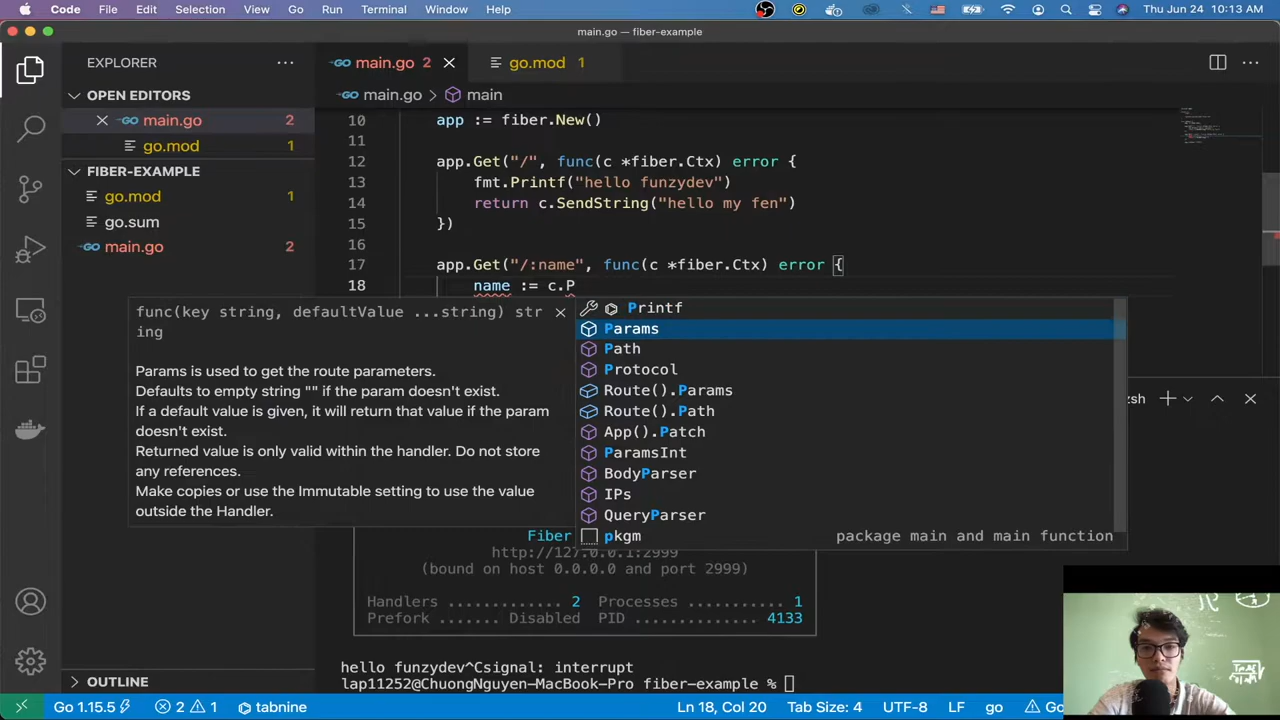 Code File Edit Selection View Go Run Terminal Window Help Thu Jun 24 10:13 AM
main.go — fiber-example
EXPLORER
main.go 2
go.mod 1
OPEN EDITORS
main.go > main
main.go 2
go.mod 1
FIBER-EXAMPLE
go.mod 1
go.sum
main.go 2
10 app := fiber.New()
11
12 app.Get("/", func(c *fiber.Ctx) error {
13 fmt.Printf("hello funzydev")
14 return c.SendString("hello my fen")
15 })
16
17 app.Get("/:name", func(c *fiber.Ctx) error {
18 name := c.P
func(key string, defaultValue ...string) str
ing
Params is used to get the route parameters.
Defaults to empty string "" if the param doesn't exist.
If a default value is given, it will return that value if the param
doesn't exist.
Returned value is only valid within the handler. Do not store
any references.
Make copies or use the Immutable setting to use the value
outside the Handler.
Printf
Params
Path
Protocol
Route().Params
Route().Path
App().Patch
ParamsInt
BodyParser
IPs
QueryParser
pkgm package main and main function
zsh
Fiber
http://127.0.0.1:2999
(bound on host 0.0.0.0 and port 2999)
Handlers ............. 2 Processes ........... 1
Prefork ....... Disabled PID ............. 4133
hello funzydev^Csignal: interrupt
lap11252@ChuongNguyen-MacBook-Pro fiber-example %
OUTLINE
Go 1.15.5 2 1 tabnine Ln 18, Col 20 Tab Size: 4 UTF-8 LF go Go